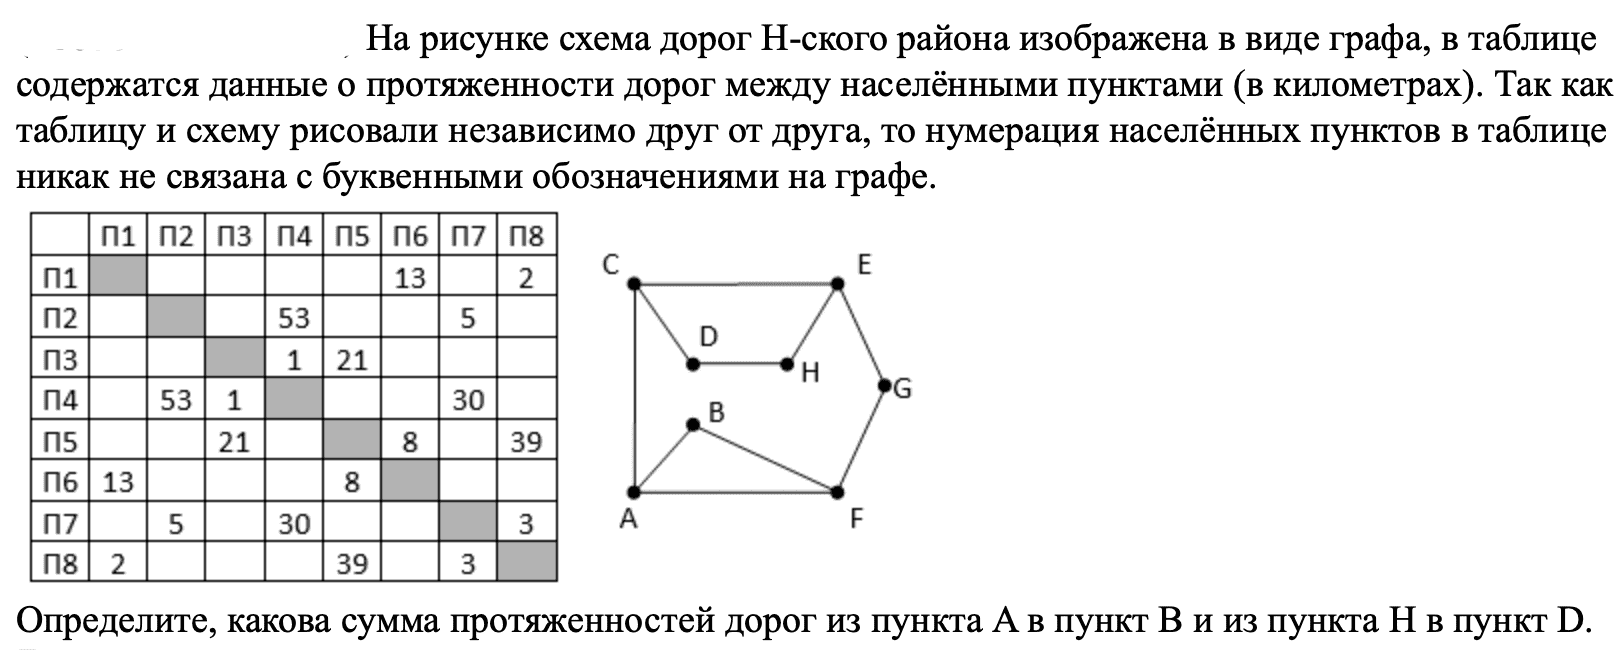 На рисунке схема дорог Н-ского района изображена в виде графа, в таблице
содержатся данные о протяженности дорог между населёнными пунктами (в километрах). Так как
таблицу и схему рисовали независимо друг от друга, то нумерация населённых пунктов в таблице
никак не связана с буквенными обозначениями на графе.
П1 П2 П3 П4 П5 П6 П7 П8
П1 13 2
П2 53 5
П3 1 21
П4 53 1 30
П5 21 8 39
П6 13 8
П7 5 30 3
П8 2 39 3
C E
D
H
G
B
A F
Определите, какова сумма протяженностей дорог из пункта А в пункт В и из пункта Н в пункт D.